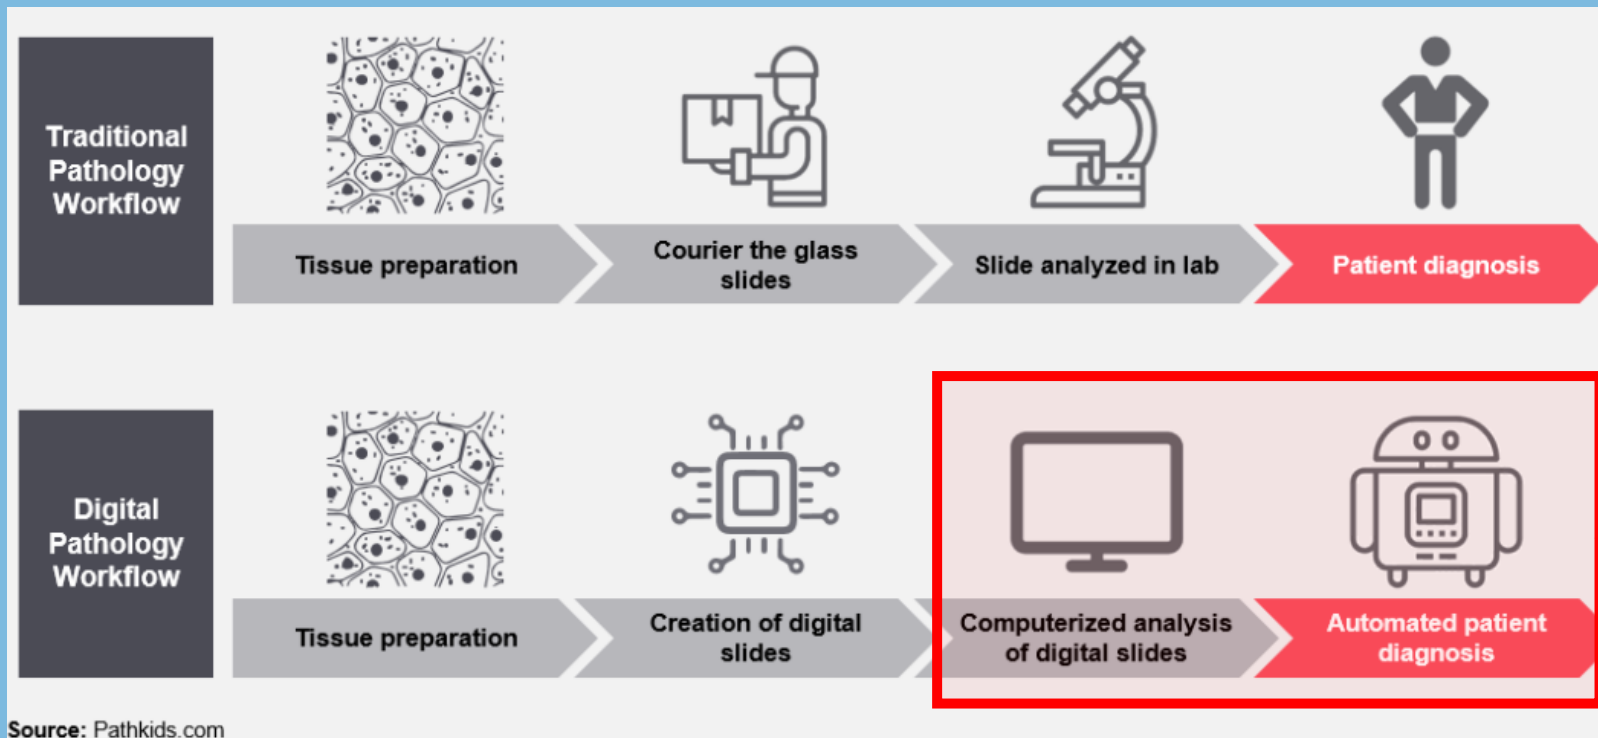 Traditional
Pathology
Workflow
Tissue preparation
Courier the glass
slides
Slide analyzed in lab
Patient diagnosis
Digital
Pathology
Workflow
Tissue preparation
Creation of digital
slides
Computerized analysis
of digital slides
Automated patient
diagnosis
Source: Pathkids.com